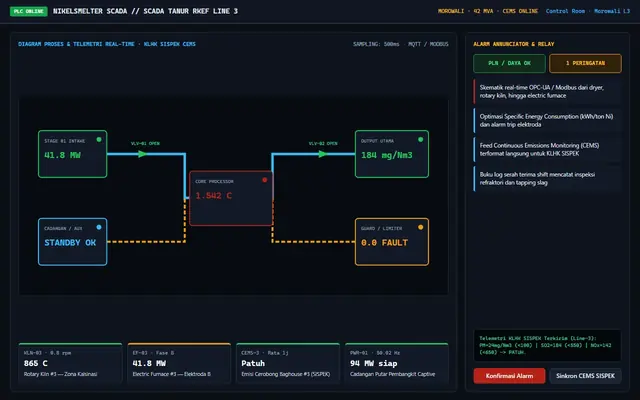 PLC ONLINE
NIKELSMELTER SCADA // SCADA TANUR RKEF LINE 3
MOROWALI · 42 MVA · CEMS ONLINE
Control Room · Morowali L3
DIAGRAM PROSES & TELEMETRI REAL-TIME · KLHK SISPEK CEMS
SAMPLING: 500ms
MQTT / MODBUS
STAGE 01 INTAKE
41.8 MW
VLV-01 OPEN
VLV-02 OPEN
OUTPUT UTAMA
184 mg/Nm3
CORE PROCESSOR
1.542 C
CADANGAN / AUX
STANDBY OK
GUARD / LIMITER
0.0 FAULT
KLN-03 · 0.8 rpm
865 C
Rotary Kiln #3 — Zona Kalsinasi
EF-03 · Fase B
41.8 MW
Electric Furnace #3 — Elektroda B
CEMS-3 · Rata 1j
Patuh
Emisi Cerobong Baghouse #3 (SISPEK)
PWR-01 · 50.02 Hz
94 MW siap
Cadangan Putar Pembangkit Captive
ALARM ANNUNCIATOR & RELAY
PLN / DAYA OK
1 PERINGATAN
Skematik real-time OPC-UA / Modbus dari dryer, rotary kiln, hingga electric furnace
Optimasi Specific Energy Consumption (kWh/ton Ni) dan alarm trip elektroda
Feed Continuous Emissions Monitoring (CEMS) terformat langsung untuk KLHK SISPEK
Buku log serah terima shift mencatat inspeksi refraktori dan tapping slag
Telemetri KLHK SISPEK Terkirim [Line-3]:
PM=24mg/Nm3 (<100) | SO2=184 (<550) | NOx=142
(<650) -> PATUH.
Konfirmasi Alarm
Sinkron CEMS SISPEK